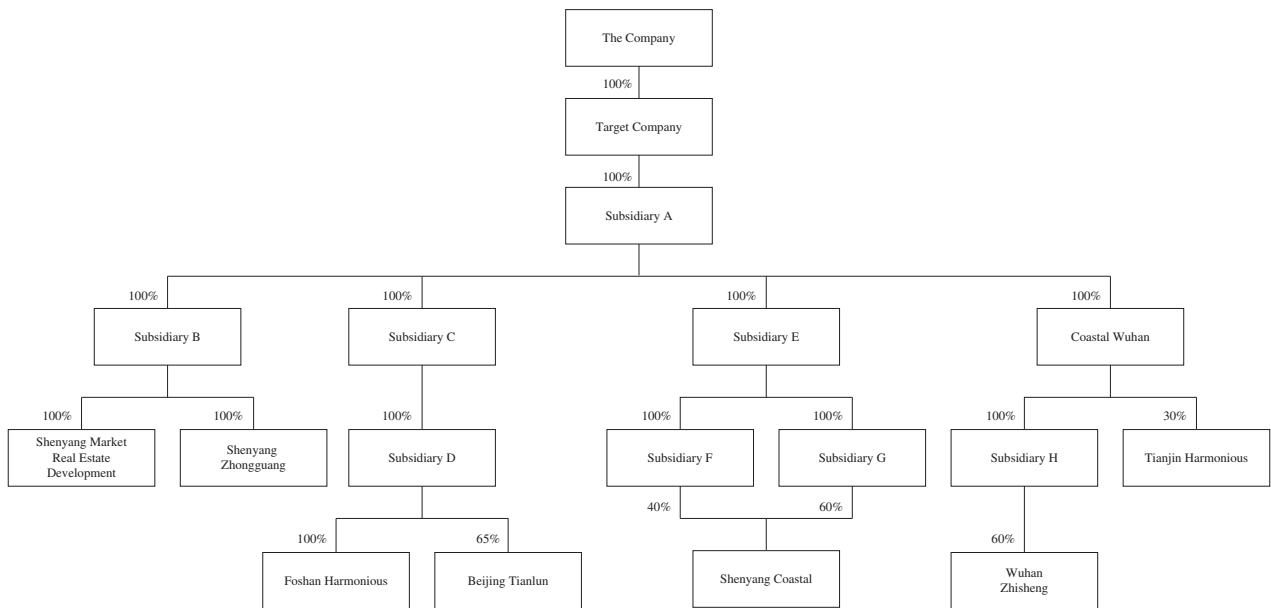 The Company
100%
Target Company
100%
Subsidiary A
100%
100%
100%
100%
Subsidiary B
Subsidiary C
Subsidiary E
Coastal Wuhan
100%
100%
100%
100%
100%
100%
30%
Shenyang Market
Real Estate
Development
Shenyang
Zhongguang
Subsidiary D
Subsidiary F
Subsidiary G
Subsidiary H
Tianjin Harmonious
40%
60%
100%
65%
60%
Foshan Harmonious
Beijing Tianlun
Shenyang Coastal
Wuhan
Zhisheng